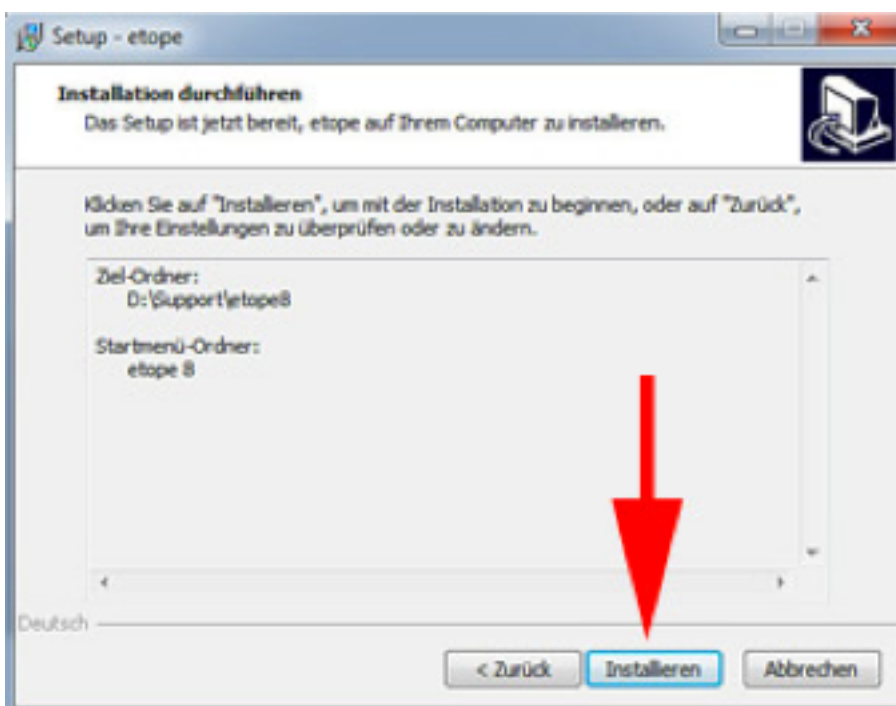 Setup - etope
Installation durchführen
Das Setup ist jetzt bereit, etope auf Ihrem Computer zu installieren.
Klicken Sie auf "Installieren", um mit der Installation zu beginnen, oder auf "Zurück",
um Ihre Einstellungen zu überprüfen oder zu ändern.
Ziel-Ordner:
D:\Support\etope8
Startmenü-Ordner:
etope 8
Deutsch
< Zurück
Installieren
Abbrechen